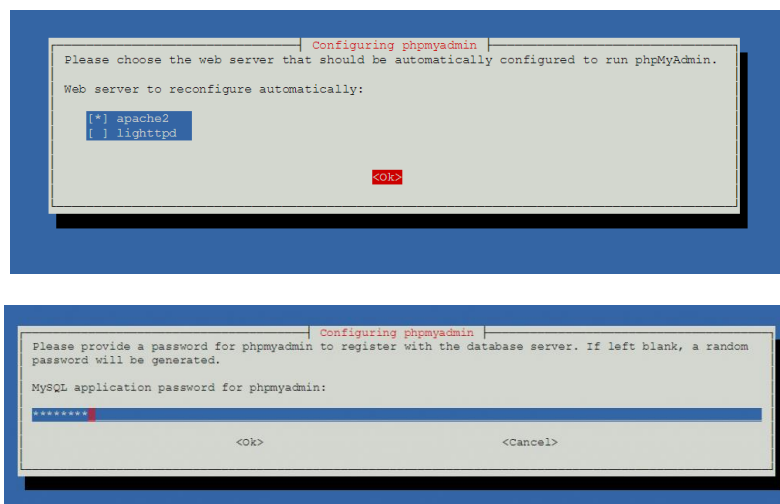 Configuring phpmyadmin
Please choose the web server that should be automatically configured to run phpMyAdmin.
Web server to reconfigure automatically:
[*] apache2
[ ] lighttpd
<Ok>
Configuring phpmyadmin
Please provide a password for phpmyadmin to register with the database server. If left blank, a random
password will be generated.
MySQL application password for phpmyadmin:
********
<Ok> <Cancel>